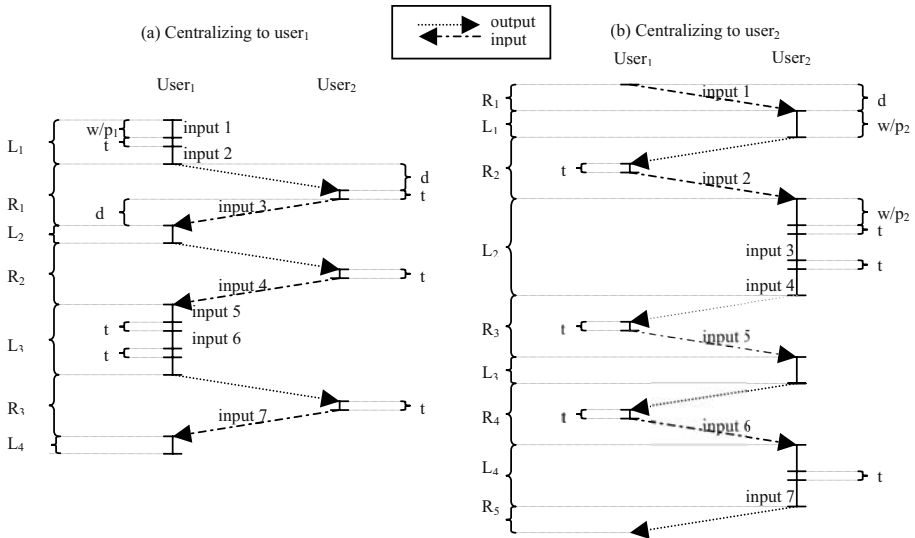 (a) Centralizing to user₁
output
input
(b) Centralizing to user₂
User₁
User₂
L₁
w/p₁
t
input 1
input 2
R₁
d
d
t
input 3
L₂
R₂
input 4
t
L₃
input 5
t
input 6
t
R₃
input 7
t
L₄
User₁
User₂
R₁
input 1
d
L₁
w/p₂
R₂
t
input 2
L₂
w/p₂
t
input 3
t
input 4
R₃
t
input 5
L₃
R₄
t
input 6
L₄
t
input 7
R₅